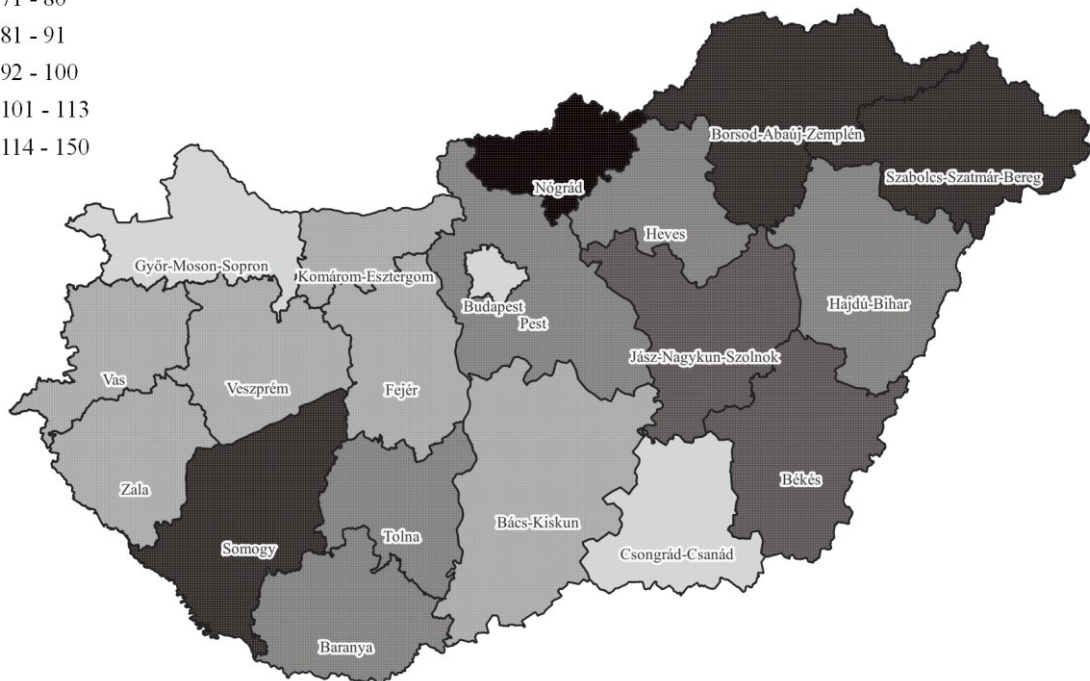 81 - 91
92 - 100
101 - 113
114 - 150
Borsod-Abaúj-Zemplén
Szabolcs-Szatmár-Bereg
Nógrád
Heves
Győr-Moson-Sopron
Komárom-Esztergom
Budapest
Pest
Hajdú-Bihar
Jász-Nagykun-Szolnok
Vas
Veszprém
Fejér
Békés
Zala
Bács-Kiskun
Tolna
Somogy
Csongrád-Csanád
Baranya